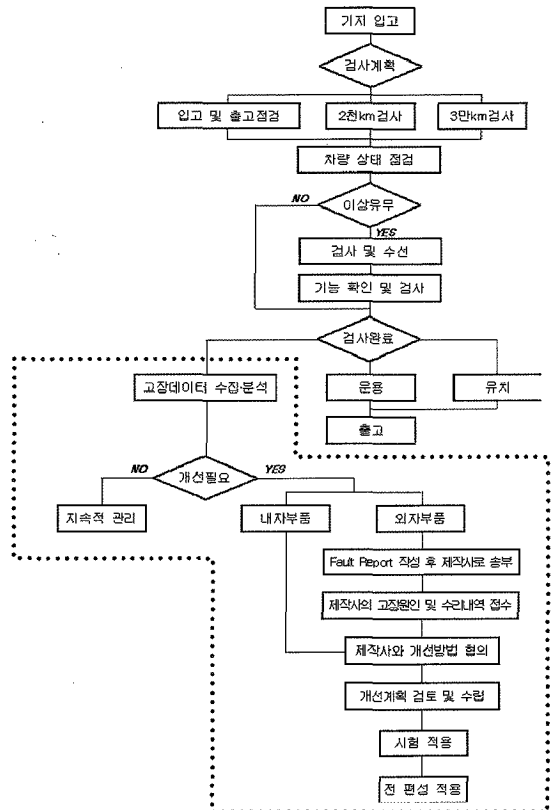 기지 입고
검사계획
입고 및 출고점검
2천km검사
3만km검사
차량 상태 점검
NO
이상유무
YES
검사 및 수선
기능 확인 및 검사
검사완료
고장데이터 수집·분석
운용
유치
출고
NO
개선필요
YES
지속적 관리
내자부품
외자부품
Fault Report 작성 후 제작사로 송부
제작사의 고장원인 및 수리내역 접수
제작사와 개선방법 협의
개선계획 검토 및 수립
시험 적용
전 편성 적용